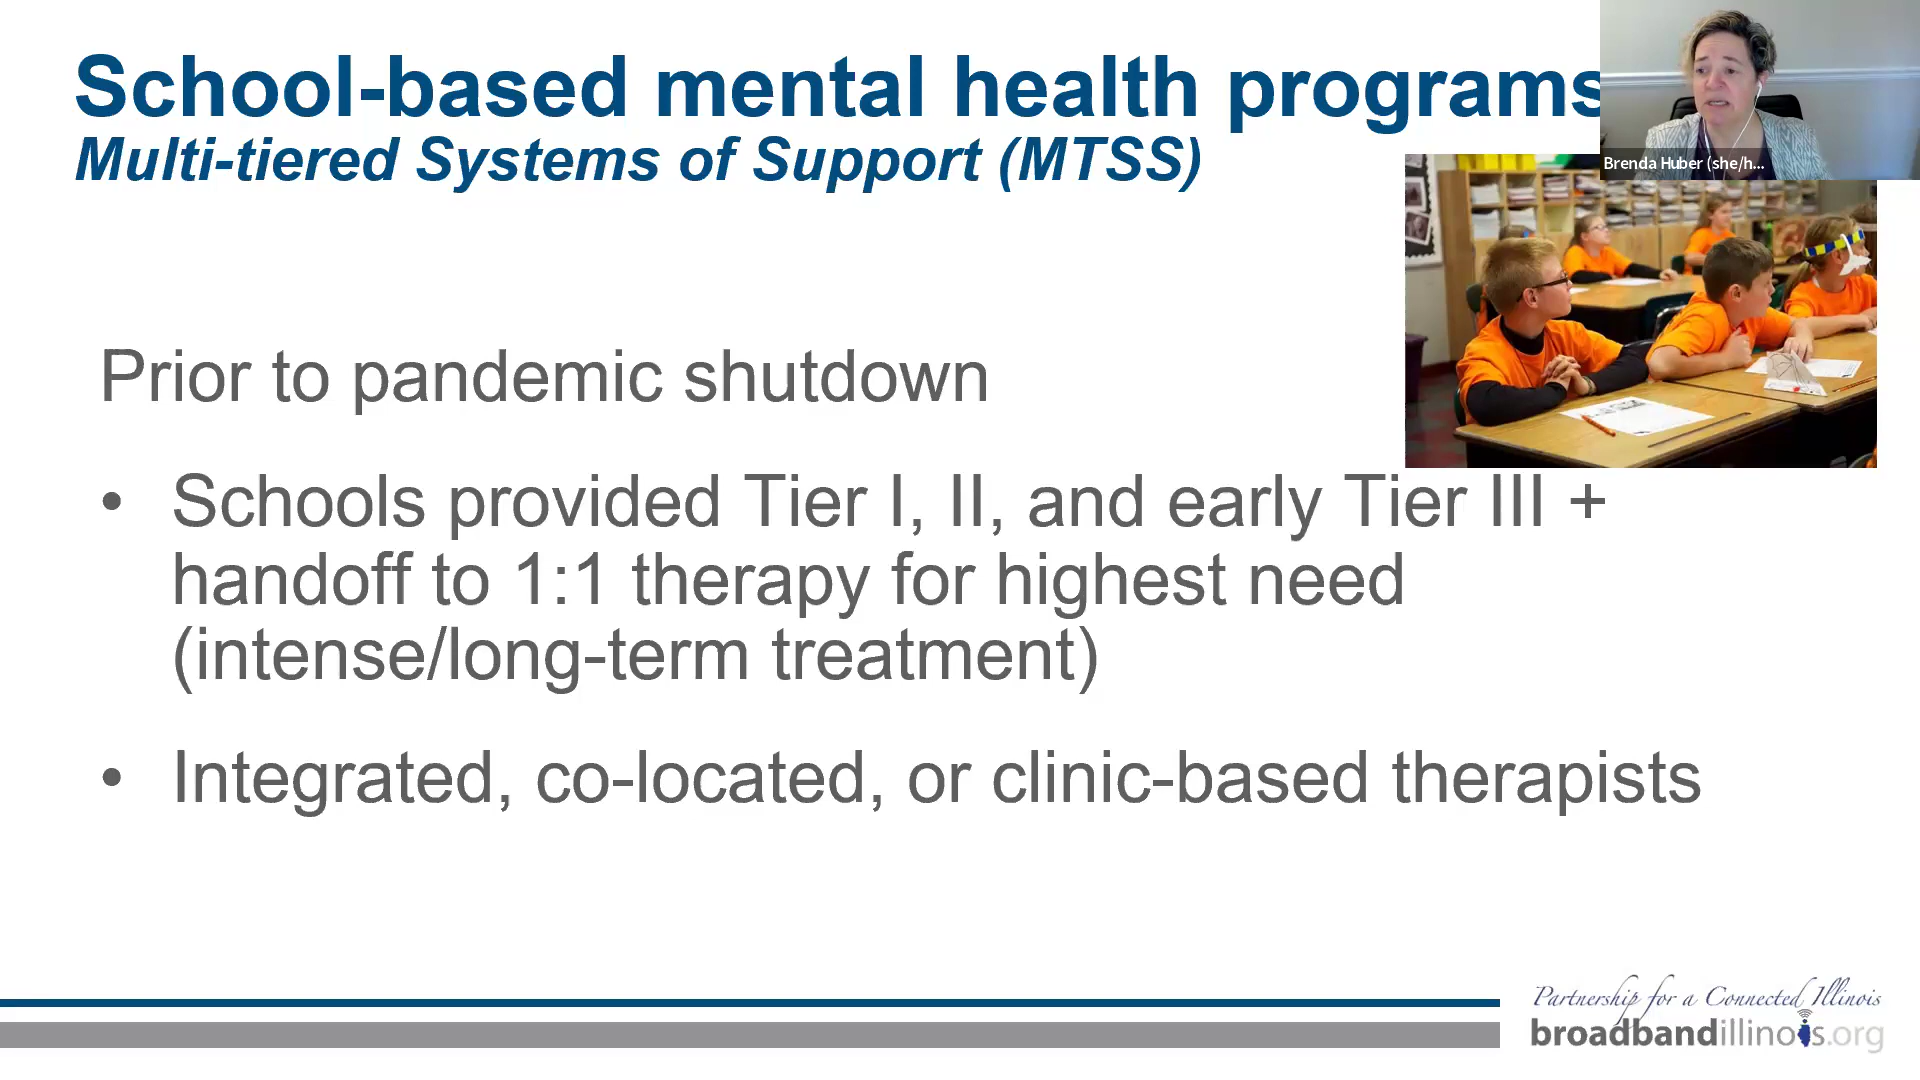 School-based mental health programs
Multi-tiered Systems of Support (MTSS)
Brenda Huber (she/h...
Prior to pandemic shutdown
• Schools provided Tier I, II, and early Tier III +
handoff to 1:1 therapy for highest need
(intense/long-term treatment)
• Integrated, co-located, or clinic-based therapists
Partnership for a Connected Illinois
broadbandillinois.org